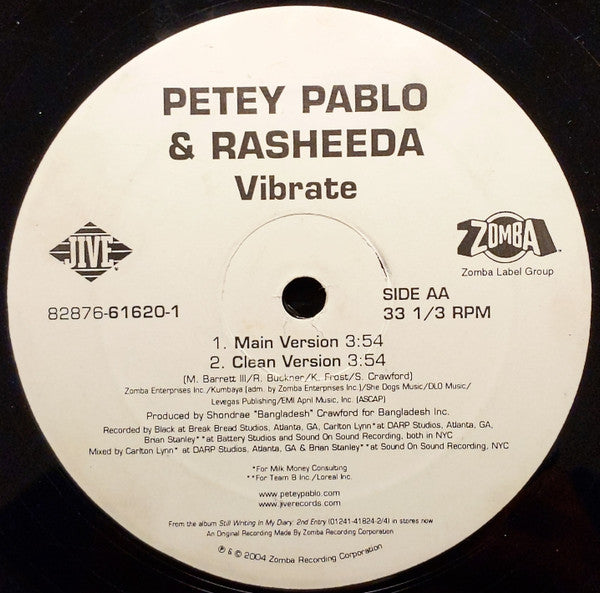 PETEY PABLO
& RASHEEDA
Vibrate
JIVE
ZOMBA
Zomba Label Group
82876-61620-1
SIDE AA
33 1/3 RPM
1. Main Version 3:54
2. Clean Version 3:54
(M. Barrett III/R. Buckner/K. Frost/S. Crawford)
Zomba Enterprises Inc./Kumbaya (adm. by Zomba Enterprises Inc.)/She Dogs Music/DLO Music/
Levegas Publishing/EMI April Music, Inc. (ASCAP)
Produced by Shondrae "Bangladesh" Crawford for Bangladesh Inc.
Recorded by Black at Break Bread Studios, Atlanta, GA, Carlton Lynn* at DARP Studios, Atlanta, GA,
Brian Stanley** at Battery Studios and Sound On Sound Recording, both in NYC
Mixed by Carlton Lynn* at DARP Studios, Atlanta, GA & Brian Stanley** at Sound On Sound Recording, NYC
*For Milk Money Consulting
**For Team B Inc./Loreal Inc.
www.peteypablo.com
www.jiverecords.com
From the album Still Writing In My Diary: 2nd Entry (01241-41824-2/4) in stores now
An Original Recording Made By Zomba Recording Corporation
℗ & © 2004 Zomba Recording Corporation